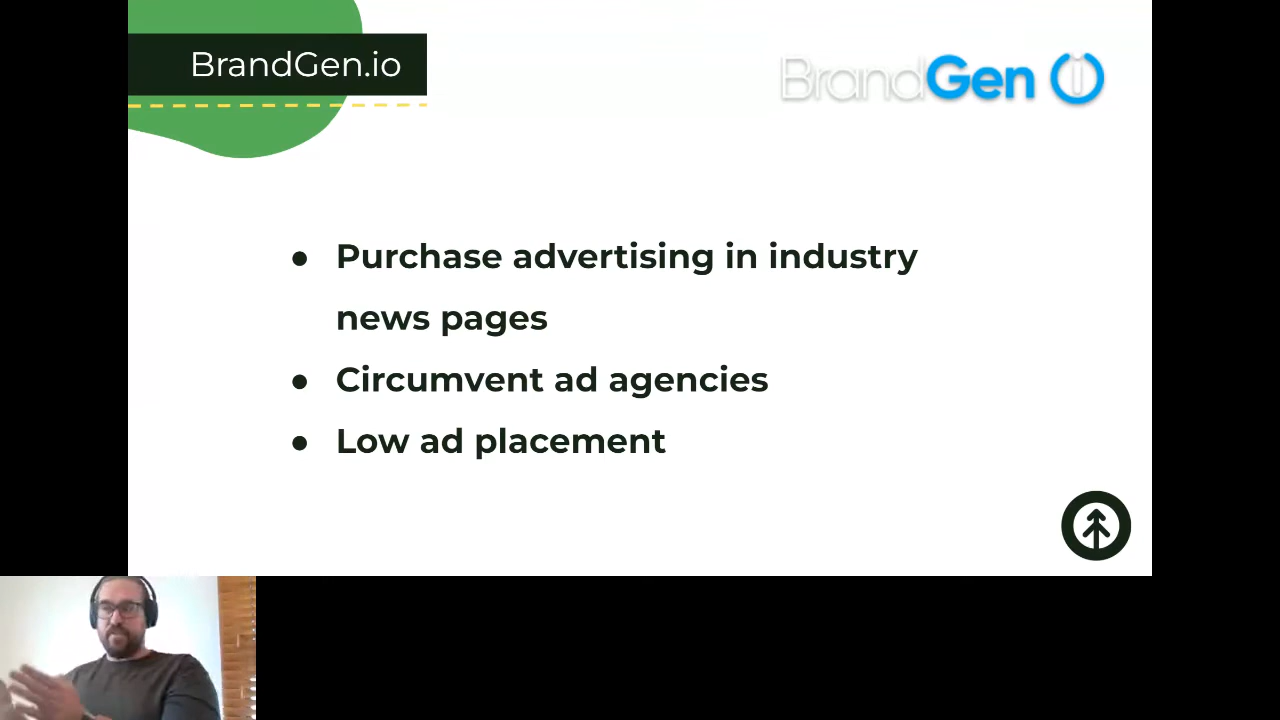 BrandGen.io
BrandGen
● Purchase advertising in industry
news pages
● Circumvent ad agencies
● Low ad placement